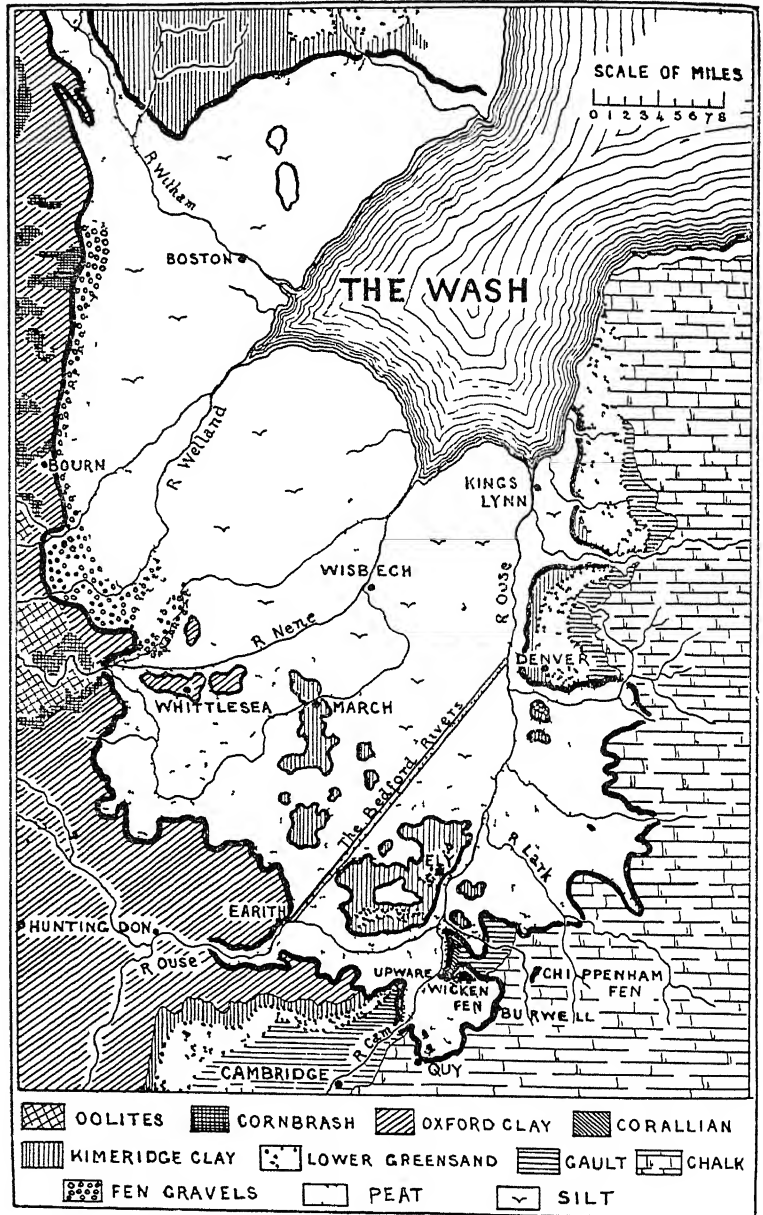 SCALE OF MILES
0 1 2 3 4 5 6 7 8
R Witham
BOSTON
THE WASH
R Welland
BOURN
KINGS
LYNN
WISBECH
R Ouse
R Nene
DENVER
WHITTLESEA
MARCH
The Bedford Rivers
ELY
R Lark
EARITH
HUNTINGDON
R Ouse
UPWARE
WICKEN
FEN
CHIPPENHAM
FEN
BURWELL
R Cam
QUY
CAMBRIDGE
OOLITES CORNBRASH OXFORD CLAY CORALLIAN
KIMERIDGE CLAY LOWER GREENSAND GAULT CHALK
FEN GRAVELS PEAT SILT